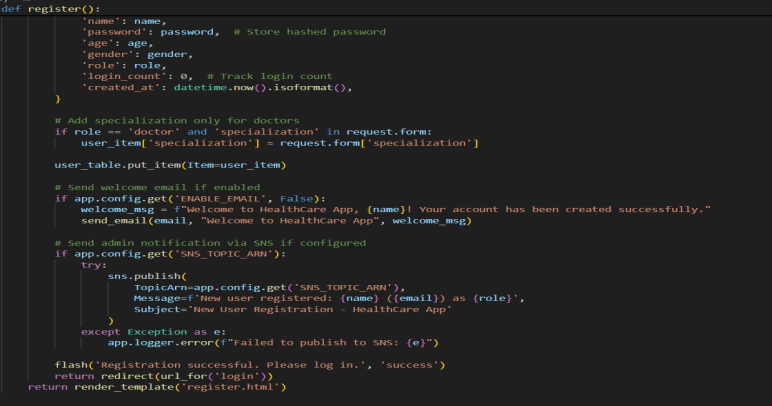 def register():
'name': name,
'password': password,  # Store hashed password
'age': age,
'gender': gender,
'role': role,
'login_count': 0,  # Track login count
'created_at': datetime.now().isoformat(),
}
# Add specialization only for doctors
if role == 'doctor' and 'specialization' in request.form:
user_item['specialization'] = request.form['specialization']
user_table.put_item(Item=user_item)
# Send welcome email if enabled
if app.config.get('ENABLE_EMAIL', False):
welcome_msg = f"Welcome to HealthCare App, {name}! Your account has been created successfully."
send_email(email, "Welcome to HealthCare App", welcome_msg)
# Send admin notification via SNS if configured
if app.config.get('SNS_TOPIC_ARN'):
try:
sns.publish(
TopicArn=app.config.get('SNS_TOPIC_ARN'),
Message=f'New user registered: {name} ({email}) as {role}',
Subject='New User Registration - HealthCare App'
)
except Exception as e:
app.logger.error(f"Failed to publish to SNS: {e}")
flash('Registration successful. Please log in.', 'success')
return redirect(url_for('login'))
return render_template('register.html')